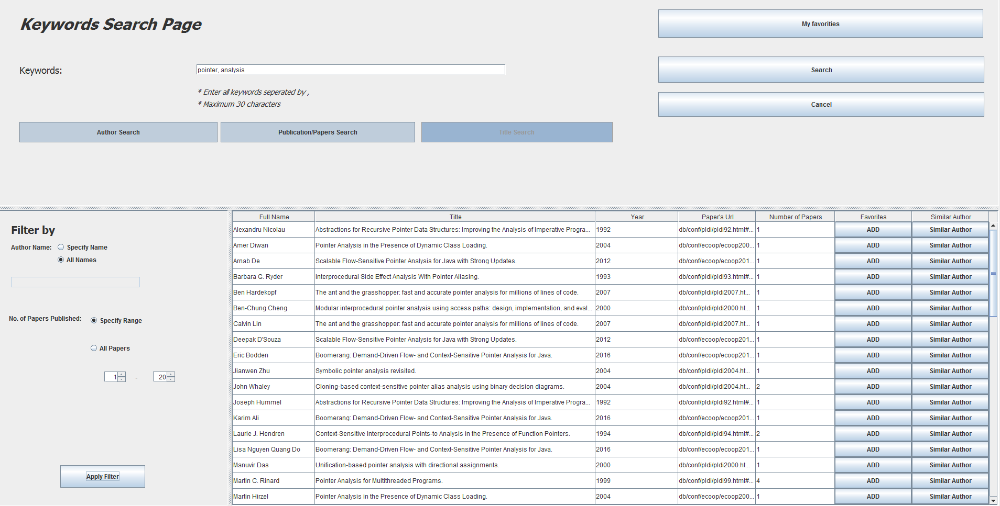 Keywords Search Page
My favorities
Keywords:
pointer, analysis
Search
* Enter all keywords seperated by ,
* Maximum 30 characters
Cancel
Author Search Publication/Papers Search Title Search
Filter by
Author Name: Specify Name
All Names
No. of Papers Published: Specify Range
All Papers
1 - 20
Apply Filter
Full Name Title Year Paper's Url Number of Papers Favorites Similar Author
Alexandru Nicolau Abstractions for Recursive Pointer Data Structures: Improving the Analysis of Imperative Progra... 1992 db/conf/pldi/pldi92.html#... 1 ADD Similar Author
Amer Diwan Pointer Analysis in the Presence of Dynamic Class Loading. 2004 db/conf/ecoop/ecoop200... 1 ADD Similar Author
Arnab De Scalable Flow-Sensitive Pointer Analysis for Java with Strong Updates. 2012 db/conf/ecoop/ecoop201... 1 ADD Similar Author
Barbara G. Ryder Interprocedural Side Effect Analysis With Pointer Aliasing. 1993 db/conf/pldi/pldi93.html#... 1 ADD Similar Author
Ben Hardekopf The ant and the grasshopper: fast and accurate pointer analysis for millions of lines of code. 2007 db/conf/pldi/pldi2007.ht... 1 ADD Similar Author
Ben-Chung Cheng Modular interprocedural pointer analysis using access paths: design, implementation, and eval... 2000 db/conf/pldi/pldi2000.ht... 1 ADD Similar Author
Calvin Lin The ant and the grasshopper: fast and accurate pointer analysis for millions of lines of code. 2007 db/conf/pldi/pldi2007.ht... 1 ADD Similar Author
Deepak D'Souza Scalable Flow-Sensitive Pointer Analysis for Java with Strong Updates. 2012 db/conf/ecoop/ecoop201... 1 ADD Similar Author
Eric Bodden Boomerang: Demand-Driven Flow- and Context-Sensitive Pointer Analysis for Java. 2016 db/conf/ecoop/ecoop201... 1 ADD Similar Author
Jianwen Zhu Symbolic pointer analysis revisited. 2004 db/conf/pldi/pldi2004.ht... 1 ADD Similar Author
John Whaley Cloning-based context-sensitive pointer alias analysis using binary decision diagrams. 2004 db/conf/pldi/pldi2004.ht... 2 ADD Similar Author
Joseph Hummel Abstractions for Recursive Pointer Data Structures: Improving the Analysis of Imperative Progra... 1992 db/conf/pldi/pldi92.html#... 1 ADD Similar Author
Karim Ali Boomerang: Demand-Driven Flow- and Context-Sensitive Pointer Analysis for Java. 2016 db/conf/ecoop/ecoop201... 1 ADD Similar Author
Laurie J. Hendren Context-Sensitive Interprocedural Points-to Analysis in the Presence of Function Pointers. 1994 db/conf/pldi/pldi94.html#... 2 ADD Similar Author
Lisa Nguyen Quang Do Boomerang: Demand-Driven Flow- and Context-Sensitive Pointer Analysis for Java. 2016 db/conf/ecoop/ecoop201... 1 ADD Similar Author
Manuvir Das Unification-based pointer analysis with directional assignments. 2000 db/conf/pldi/pldi2000.ht... 1 ADD Similar Author
Martin C. Rinard Pointer Analysis for Multithreaded Programs. 1999 db/conf/pldi/pldi99.html#... 4 ADD Similar Author
Martin Hirzel Pointer Analysis in the Presence of Dynamic Class Loading. 2004 db/conf/ecoop/ecoop200... 1 ADD Similar Author